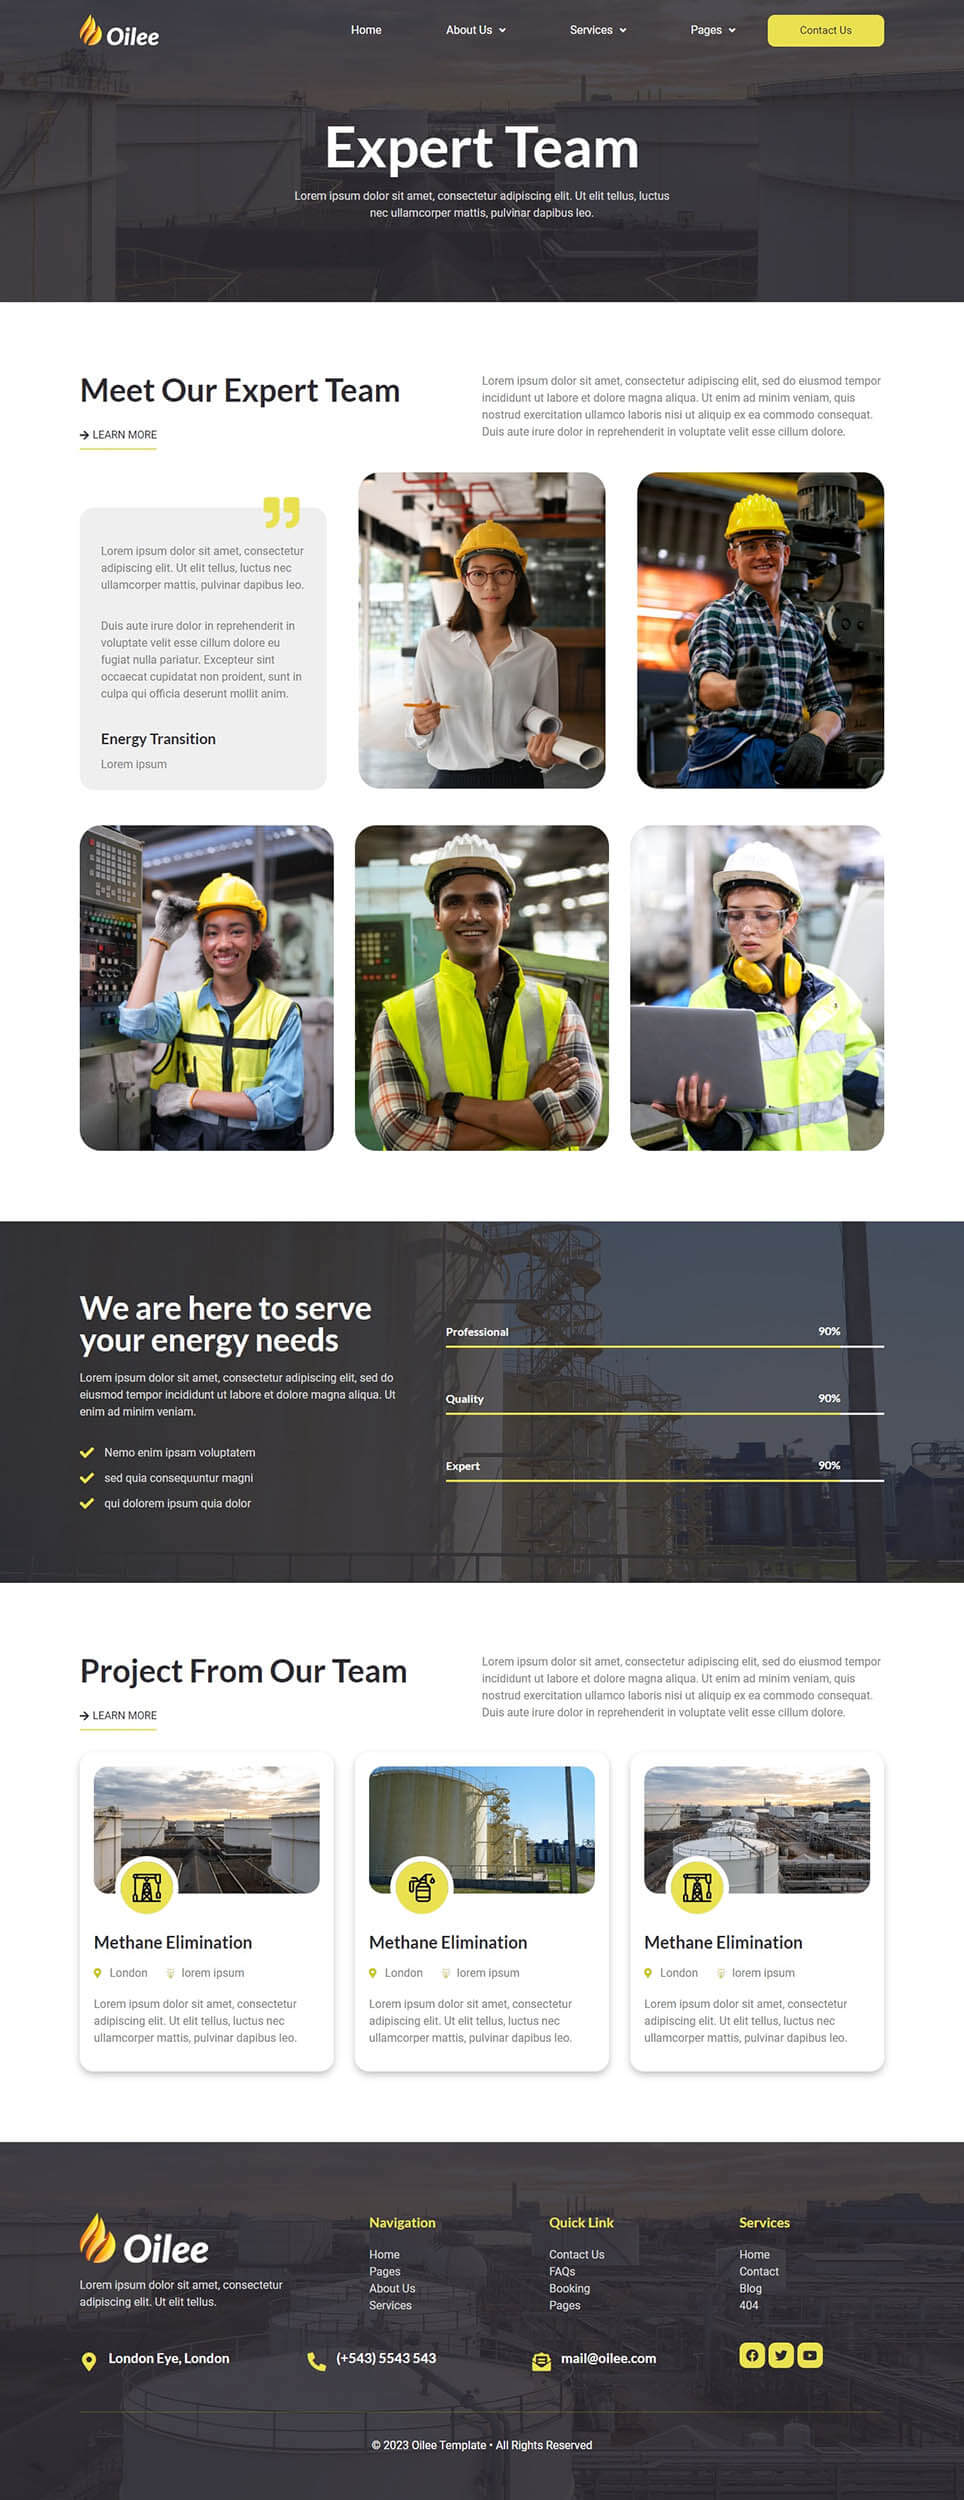 Oilee
Home
About Us
Services
Pages
Contact Us
Expert Team
Lorem ipsum dolor sit amet, consectetur adipiscing elit. Ut elit tellus, luctus
nec ullamcorper mattis, pulvinar dapibus leo.
Meet Our Expert Team
LEARN MORE
Lorem ipsum dolor sit amet, consectetur adipiscing elit, sed do eiusmod tempor
incididunt ut labore et dolore magna aliqua. Ut enim ad minim veniam, quis
nostrud exercitation ullamco laboris nisi ut aliquip ex ea commodo consequat.
Duis aute irure dolor in reprehenderit in voluptate velit esse cillum dolore.
Lorem ipsum dolor sit amet, consectetur
adipiscing elit. Ut elit tellus, luctus nec
ullamcorper mattis, pulvinar dapibus leo.
Duis aute irure dolor in reprehenderit in
voluptate velit esse cillum dolore eu
fugiat nulla pariatur. Excepteur sint
occaecat cupidatat non proident, sunt in
culpa qui officia deserunt mollit anim.
Energy Transition
Lorem ipsum
We are here to serve
your energy needs
Lorem ipsum dolor sit amet, consectetur adipiscing elit, sed do
eiusmod tempor incididunt ut labore et dolore magna aliqua. Ut
enim ad minim veniam.
Nemo enim ipsam voluptatem
sed quia consequuntur magni
qui dolorem ipsum quia dolor
Professional 90%
Quality 90%
Expert 90%
Project From Our Team
LEARN MORE
Lorem ipsum dolor sit amet, consectetur adipiscing elit, sed do eiusmod tempor
incididunt ut labore et dolore magna aliqua. Ut enim ad minim veniam, quis
nostrud exercitation ullamco laboris nisi ut aliquip ex ea commodo consequat.
Duis aute irure dolor in reprehenderit in voluptate velit esse cillum dolore.
Methane Elimination
London lorem ipsum
Lorem ipsum dolor sit amet, consectetur
adipiscing elit. Ut elit tellus, luctus nec
ullamcorper mattis, pulvinar dapibus leo.
Methane Elimination
London lorem ipsum
Lorem ipsum dolor sit amet, consectetur
adipiscing elit. Ut elit tellus, luctus nec
ullamcorper mattis, pulvinar dapibus leo.
Methane Elimination
London lorem ipsum
Lorem ipsum dolor sit amet, consectetur
adipiscing elit. Ut elit tellus, luctus nec
ullamcorper mattis, pulvinar dapibus leo.
Oilee
Lorem ipsum dolor sit amet, consectetur
adipiscing elit. Ut elit tellus.
Navigation
Home
Pages
About Us
Services
Quick Link
Contact Us
FAQs
Booking
Pages
Services
Home
Contact
Blog
404
London Eye, London
(+543) 5543 543
mail@oilee.com
© 2023 Oilee Template • All Rights Reserved